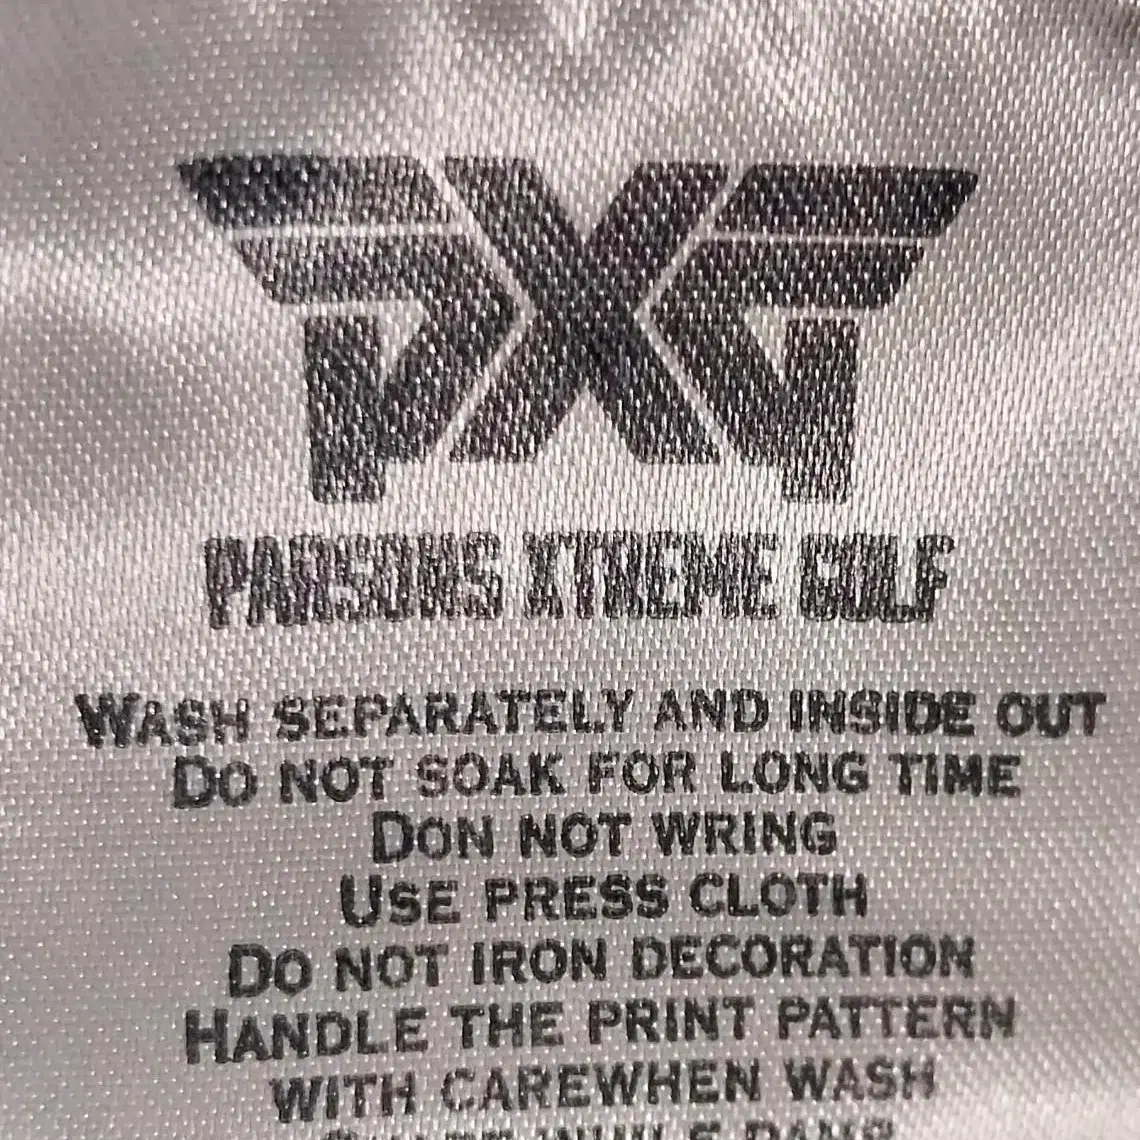 PXG
PARSONS XTREME GOLF
WASH SEPARATELY AND INSIDE OUT
DO NOT SOAK FOR LONG TIME
DON NOT WRING
USE PRESS CLOTH
DO NOT IRON DECORATION
HANDLE THE PRINT PATTERN
WITH CAREWHEN WASH